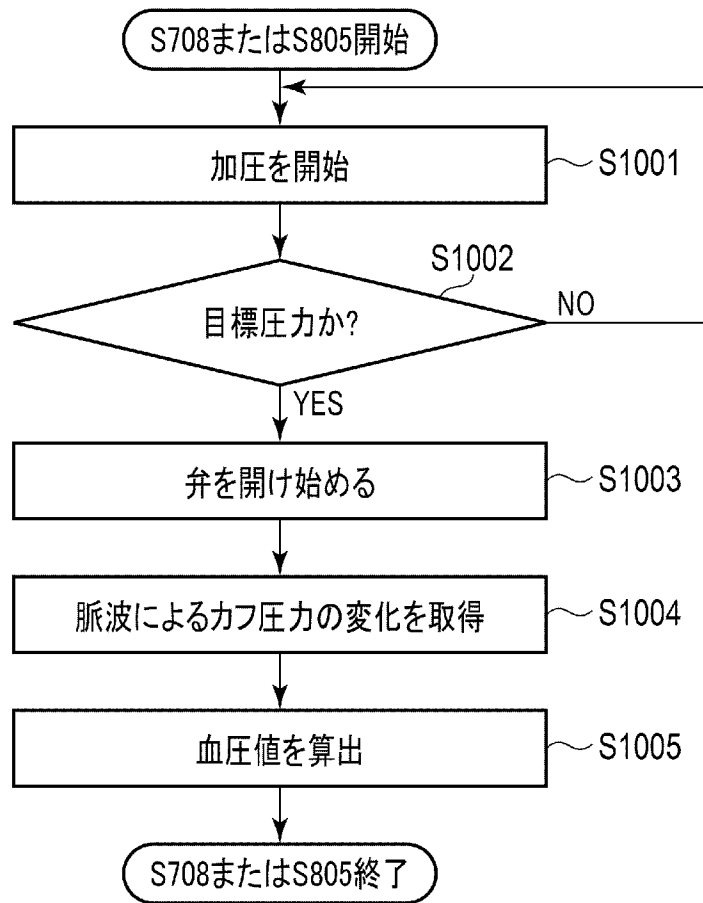 S708またはS805開始
加圧を開始
S1001
S1002
目標圧力か?
NO
YES
弁を開け始める
S1003
脈波によるカフ圧力の変化を取得
S1004
血圧値を算出
S1005
S708またはS805終了